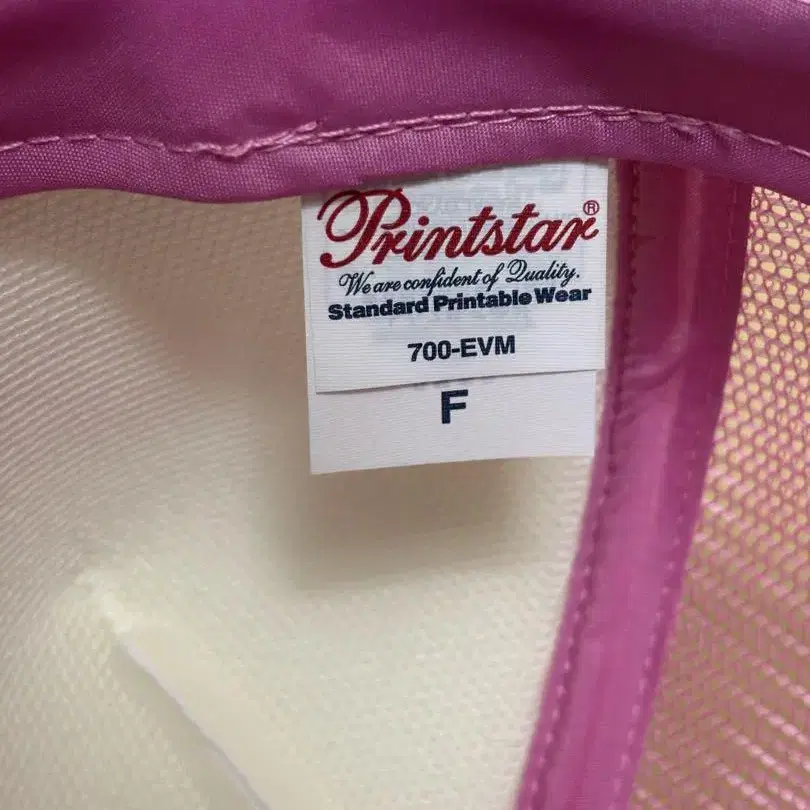 Printstar®
We are confident of Quality.
Standard Printable Wear
700-EVM
F